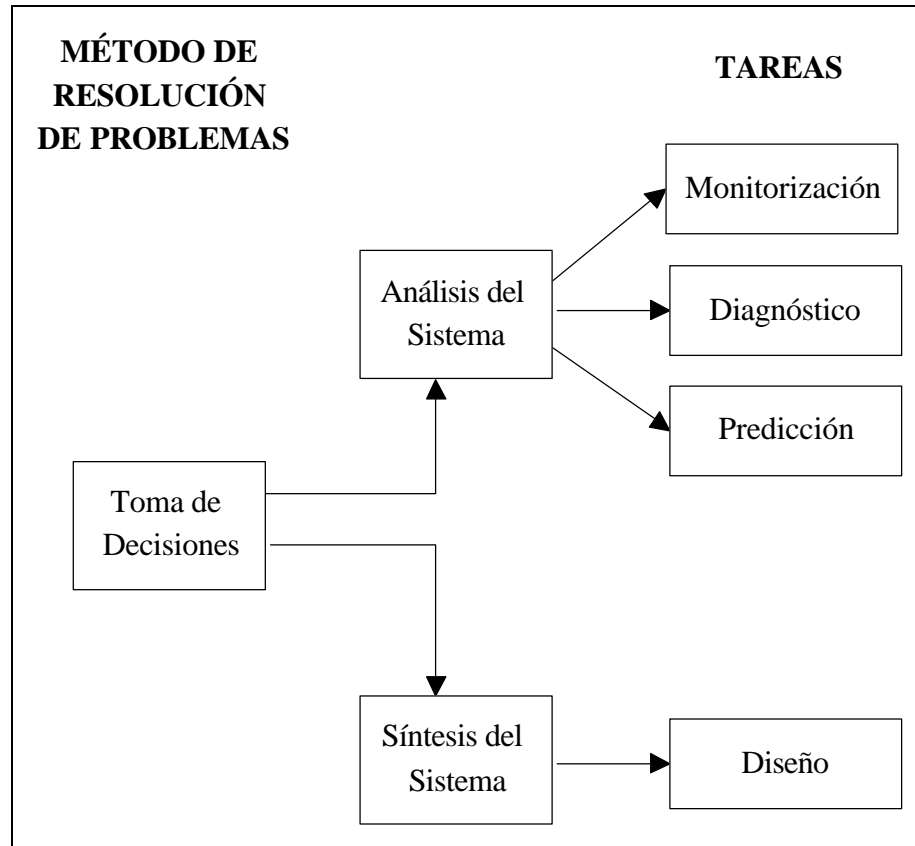 MÉTODO DE
RESOLUCIÓN
DE PROBLEMAS
TAREAS
Monitorización
Análisis del
Sistema
Diagnóstico
Predicción
Toma de
Decisiones
Síntesis del
Sistema
Diseño